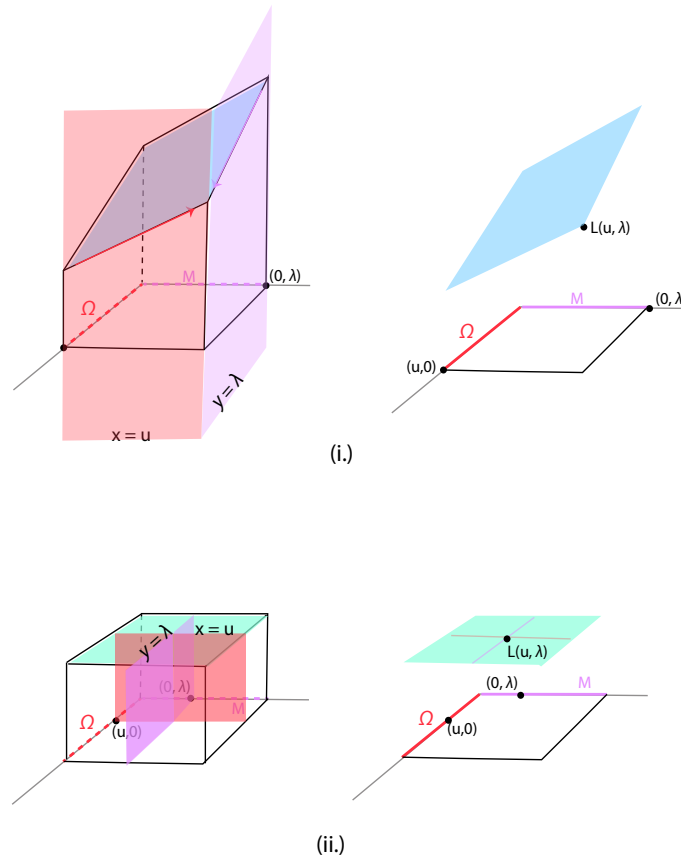 L(u, λ)
M
(0, λ)
Ω
M
(0, λ)
Ω
(u,0)
y = λ
x = u
(i.)
x = u
y = λ
L(u, λ)
(0, λ)
M
(0, λ)
M
Ω
(u,0)
Ω
(u,0)
(ii.)